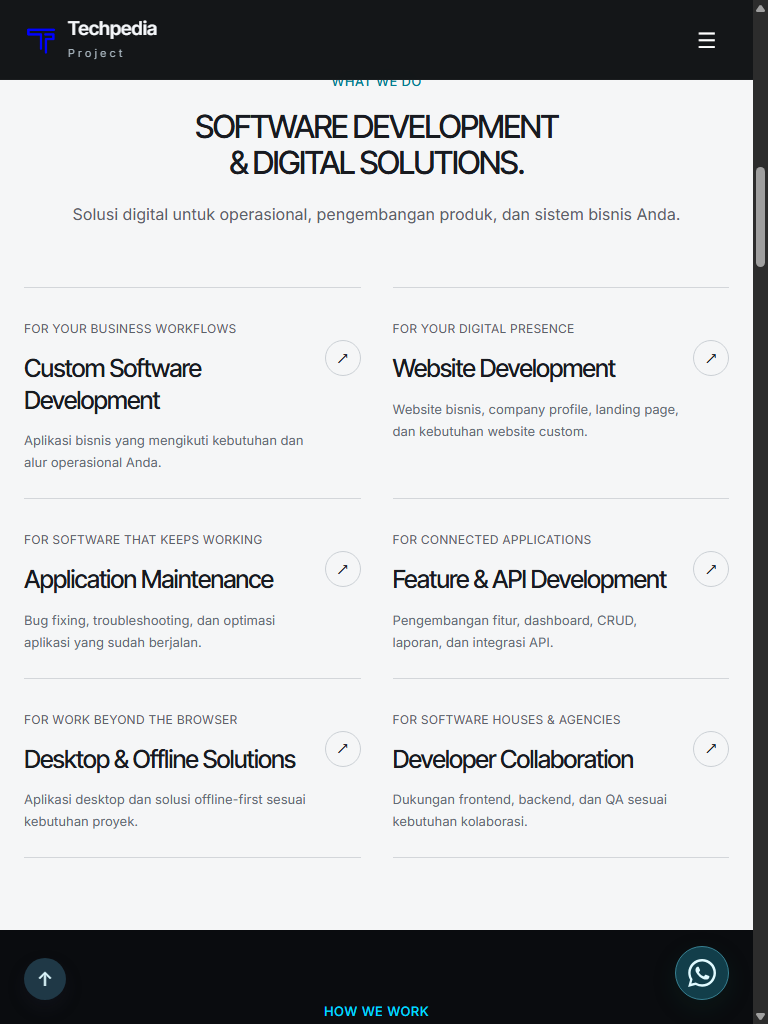 Techpedia
Project
WHAT WE DO
SOFTWARE DEVELOPMENT
& DIGITAL SOLUTIONS.
Solusi digital untuk operasional, pengembangan produk, dan sistem bisnis Anda.
FOR YOUR BUSINESS WORKFLOWS
Custom Software
Development
Aplikasi bisnis yang mengikuti kebutuhan dan
alur operasional Anda.
FOR YOUR DIGITAL PRESENCE
Website Development
Website bisnis, company profile, landing page,
dan kebutuhan website custom.
FOR SOFTWARE THAT KEEPS WORKING
Application Maintenance
Bug fixing, troubleshooting, dan optimasi
aplikasi yang sudah berjalan.
FOR CONNECTED APPLICATIONS
Feature & API Development
Pengembangan fitur, dashboard, CRUD,
laporan, dan integrasi API.
FOR WORK BEYOND THE BROWSER
Desktop & Offline Solutions
Aplikasi desktop dan solusi offline-first sesuai
kebutuhan proyek.
FOR SOFTWARE HOUSES & AGENCIES
Developer Collaboration
Dukungan frontend, backend, dan QA sesuai
kebutuhan kolaborasi.
HOW WE WORK